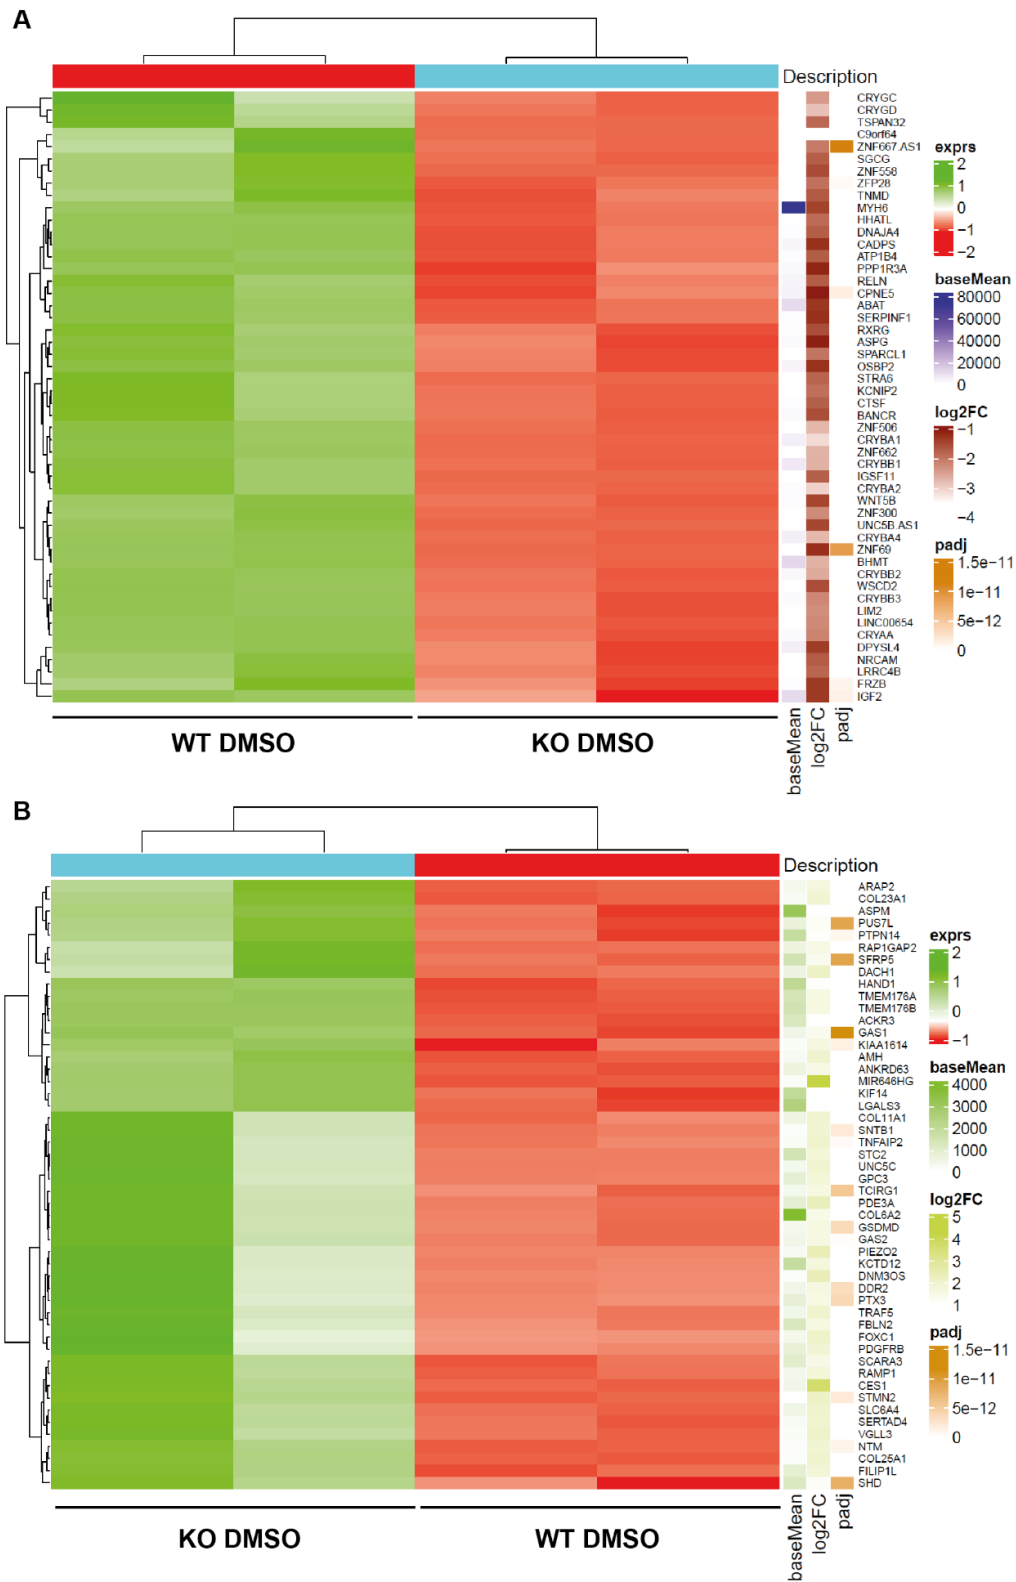 A
Description
CRYGC
CRYGD
TSPAN32
C9orf64
ZNF667.AS1
SGCG
ZNF558
ZFP28
TNMD
MYH6
HHATL
DNAJA4
CADPS
ATP1B4
PPP1R3A
RELN
CPNE5
ABAT
SERPINF1
RXRG
ASPG
SPARCL1
OSBP2
STRA6
KCNIP2
CTSF
BANCR
ZNF506
CRYBA1
ZNF662
CRYBB1
IGSF11
CRYBA2
WNT5B
ZNF300
UNC5B.AS1
CRYBA4
ZNF69
BHMT
CRYBB2
WSCD2
CRYBB3
LIM2
LINC00654
CRYAA
DPYSL4
NRCAM
LRRC4B
FRZB
IGF2
exprs
2
1
0
−1
−2
baseMean
80000
60000
40000
20000
0
log2FC
−1
−2
−3
−4
padj
1.5e−11
1e−11
5e−12
0
WT DMSO
KO DMSO
baseMean
log2FC
padj
B
Description
ARAP2
COL23A1
ASPM
PUS7L
PTPN14
RAP1GAP2
SFRP5
DACH1
HAND1
TMEM176A
TMEM176B
ACKR3
GAS1
KIAA1614
AMH
ANKRD63
MIR646HG
KIF14
LGALS3
COL11A1
SNTB1
TNFAIP2
STC2
UNC5C
GPC3
TCIRG1
PDE3A
COL6A2
GSDMD
GAS2
PIEZO2
KCTD12
DNM3OS
DDR2
PTX3
TRAF5
FBLN2
FOXC1
PDGFRB
SCARA3
RAMP1
CES1
STMN2
SLC6A4
SERTAD4
VGLL3
NTM
COL25A1
FILIP1L
SHD
exprs
2
1
0
−1
baseMean
4000
3000
2000
1000
0
log2FC
5
4
3
2
1
padj
1.5e−11
1e−11
5e−12
0
KO DMSO
WT DMSO
baseMean
log2FC
padj